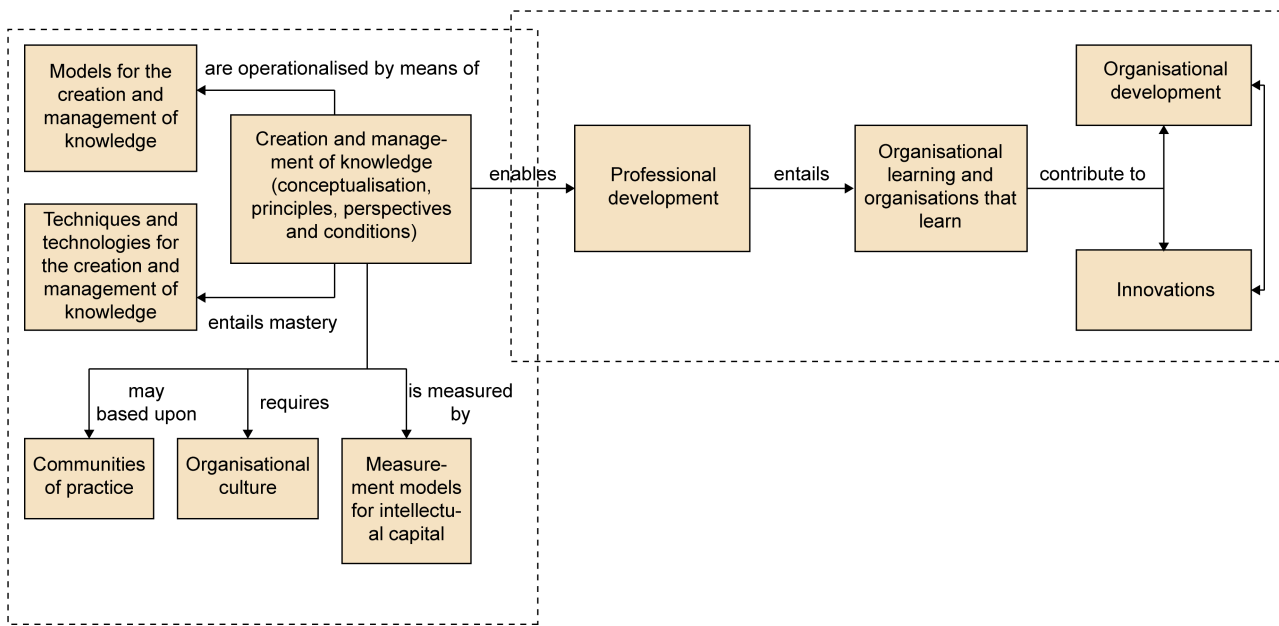 Models for the
creation and
management of
knowledge
are operationalised by means of
Creation and manage-
ment of knowledge
(conceptualisation,
principles, perspectives
and conditions)
Techniques and
technologies for
the creation and
management of
knowledge
entails mastery
may
based upon
requires
is measured
by
Communities
of practice
Organisational
culture
Measure-
ment models
for intellectu-
al capital
enables
Professional
development
entails
Organisational
learning and
organisations that
learn
contribute to
Organisational
development
Innovations